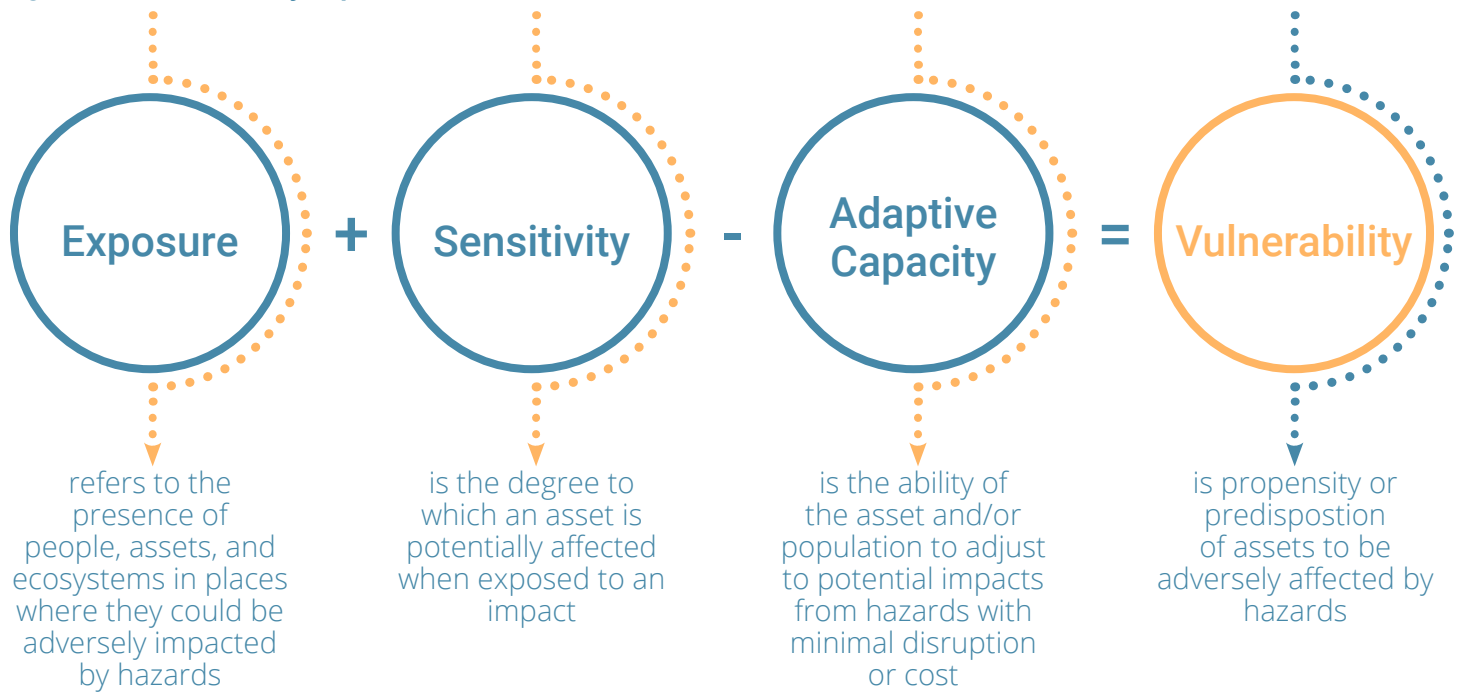 Exposure
+
Sensitivity
-
Adaptive
Capacity
=
Vulnerability
refers to the
presence of
people, assets, and
ecosystems in places
where they could be
adversely impacted
by hazards
is the degree to
which an asset is
potentially affected
when exposed to an
impact
is the ability of
the asset and/or
population to adjust
to potential impacts
from hazards with
minimal disruption
or cost
is propensity or
predispostion
of assets to be
adversely affected by
hazards